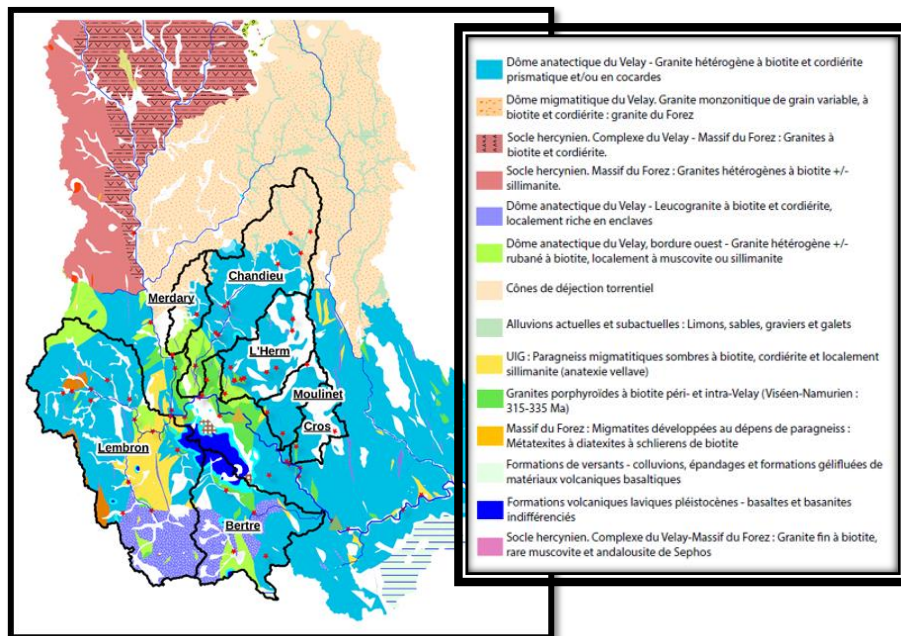 Chandieu
Merdary
L'Herm
Moulinet
Cros
Lembron
Bertre
Dôme anatectique du Velay - Granite hétérogène à biotite et cordiérite
prismatique et/ou en cocardes
Dôme migmatitique du Velay. Granite monzonitique de grain variable, à
biotite et cordiérite : granite du Forez
Socle hercynien. Complexe du Velay - Massif du Forez : Granites à
biotite et cordiérite.
Socle hercynien. Massif du Forez : Granites hétérogènes à biotite +/-
sillimanite.
Dôme anatectique du Velay - Leucogranite à biotite et cordiérite,
localement riche en enclaves
Dôme anatectique du Velay, bordure ouest - Granite hétérogène +/-
rubané à biotite, localement à muscovite ou sillimanite
Cônes de déjection torrentiel
Alluvions actuelles et subactuelles : Limons, sables, graviers et galets
UIG : Paragneiss migmatitiques sombres à biotite, cordiérite et localement
sillimanite (anatexie vellave)
Granites porphyroïdes à biotite péri- et intra-Velay (Viséen-Namurien :
315-335 Ma)
Massif du Forez : Migmatites développées au dépens de paragneiss :
Métatexites à diatexites à schlierens de biotite
Formations de versants - colluvions, épandages et formations gélifluées de
matériaux volcaniques basaltiques
Formations volcaniques laviques pléistocènes - basaltes et basanites
indifférenciés
Socle hercynien. Complexe du Velay-Massif du Forez : Granite fin à biotite,
rare muscovite et andalousite de Sephos